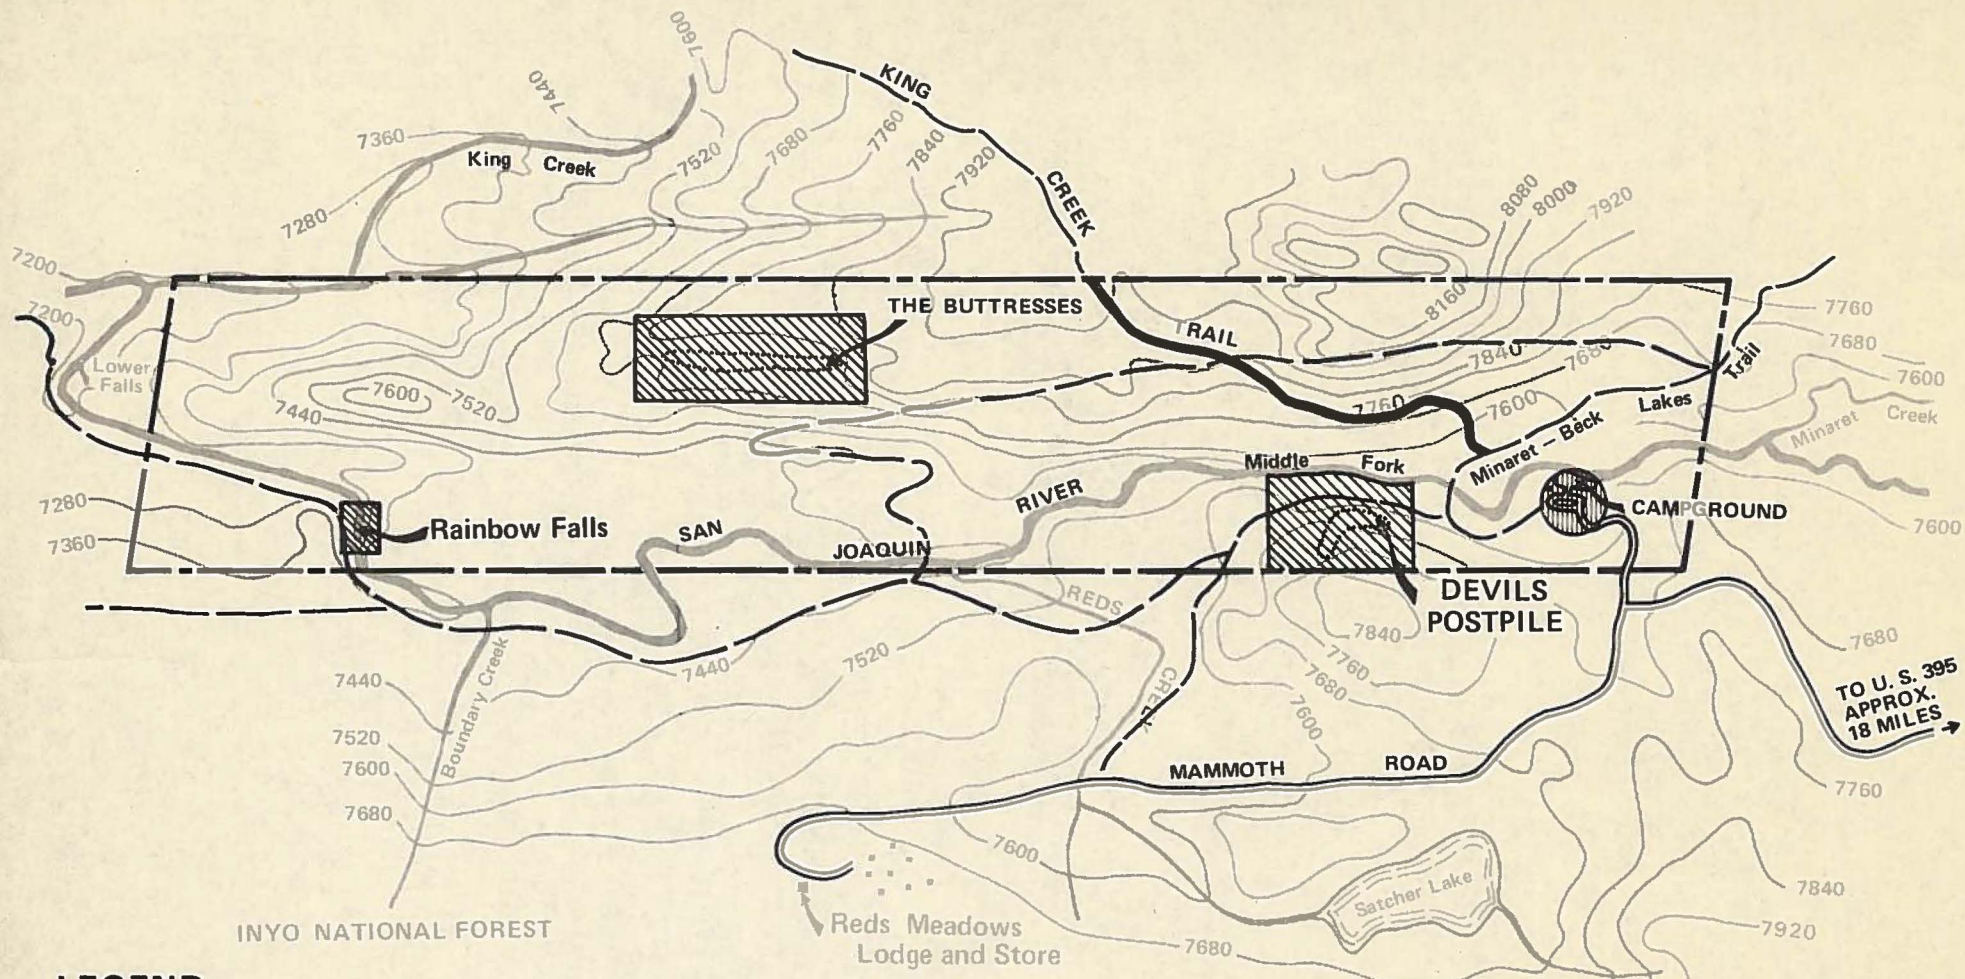 7600
7440
KING
7360
King Creek
7520
7680
7760
7840
7920
CREEK
7280
8080
8000
7920
7200
7200
THE BUTTRESSES
8160
7760
TRAIL
7680
7840
7680
Trail
Lower
Falls
7600
7520
7440
7600
7760
7600
Lakes
Creek
Minaret
Minaret - Beck
Middle Fork
7280
7360
Rainbow Falls
SAN
JOAQUIN
RIVER
CAMPGROUND
7600
REDS
CREEK
DEVILS
POSTPILE
7840
7760
7680
7600
7680
7440
7520
7440
Boundary Creek
7520
7600
7680
TO U. S. 395
APPROX.
18 MILES
MAMMOTH ROAD
7760
7600
Satcher Lake
7840
7920
INYO NATIONAL FOREST
Reds Meadows
Lodge and Store
7680
LEGEND